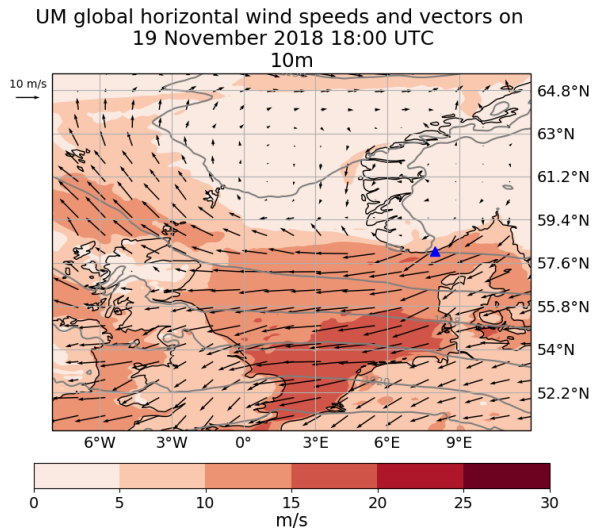 UM global horizontal wind speeds and vectors on
19 November 2018 18:00 UTC
10m
10 m/s
64.8°N
63°N
61.2°N
59.4°N
57.6°N
55.8°N
54°N
52.2°N
6°W 3°W 0° 3°E 6°E 9°E
0 5 10 15 20 25 30
m/s